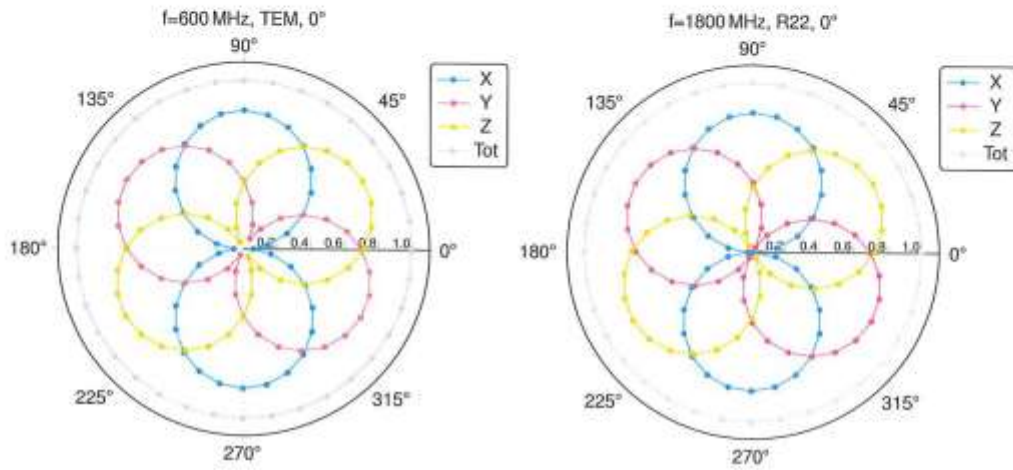 f=600 MHz, TEM, 0°
90°
135°
45°
180°
0.2 0.4 0.6 0.8 1.0
0°
225°
315°
270°
X
Y
Z
Tot
f=1800 MHz, R22, 0°
90°
135°
45°
180°
0.2 0.4 0.6 0.8 1.0
0°
225°
315°
270°
X
Y
Z
Tot